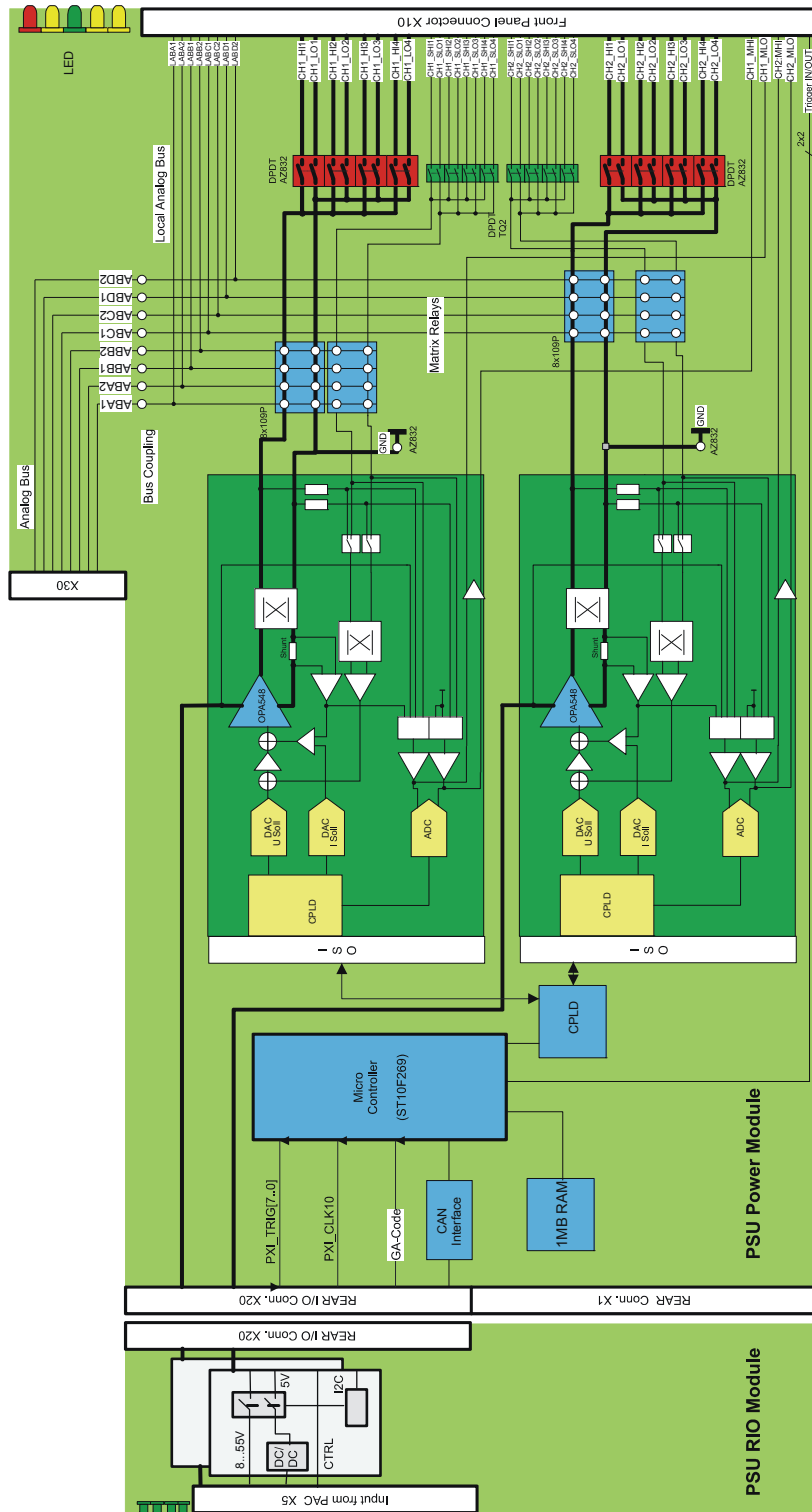 LED
Front Panel Connector X10
LABA1
LABA2
LABB1
LABB2
LABC1
LABC2
LABD1
LABD2
CH1_HI1
CH1_LO1
CH1_HI2
CH1_LO2
CH1_HI3
CH1_LO3
CH1_HI4
CH1_LO4
CH1_SHI1
CH1_SLO1
CH1_SHI2
CH1_SLO2
CH1_SHI3
CH1_SLO3
CH1_SHI4
CH1_SLO4
CH2_SHI1
CH2_SLO1
CH2_SHI2
CH2_SLO2
CH2_SHI3
CH2_SLO3
CH2_SHI4
CH2_SLO4
CH2_HI1
CH2_LO1
CH2_HI2
CH2_LO2
CH2_HI3
CH2_LO3
CH2_HI4
CH2_LO4
CH1_MHI
CH1_MLO
CH2:MHI
CH2_MLO
Trigger IN/OUT
2x2
Local Analog Bus
DPDT
AZ832
DPDT
TQ2
DPDT
AZ832
Analog Bus
ABD2
ABD1
ABC2
ABC1
ABB2
ABB1
ABA2
ABA1
Bus Coupling
Matrix Relays
8x109P
8x109P
GND
AZ832
GND
AZ832
X30
Shunt
OPA548
DAC
U Soll
DAC
I Soll
ADC
CPLD
I S O
Shunt
OPA548
DAC
U Soll
DAC
I Soll
ADC
CPLD
I S O
CPLD
Micro
Controller
(ST10F269)
PXI_TRIG[7..0]
PXI_CLK10
GA-Code
CAN
Interface
1MB RAM
PSU Power Module
REAR I/O Conn. X20
REAR Conn. X1
REAR I/O Conn. X20
8...55V
5V
DC/
DC
CTRL
I2C
Input from PAC X5
PSU RIO Module